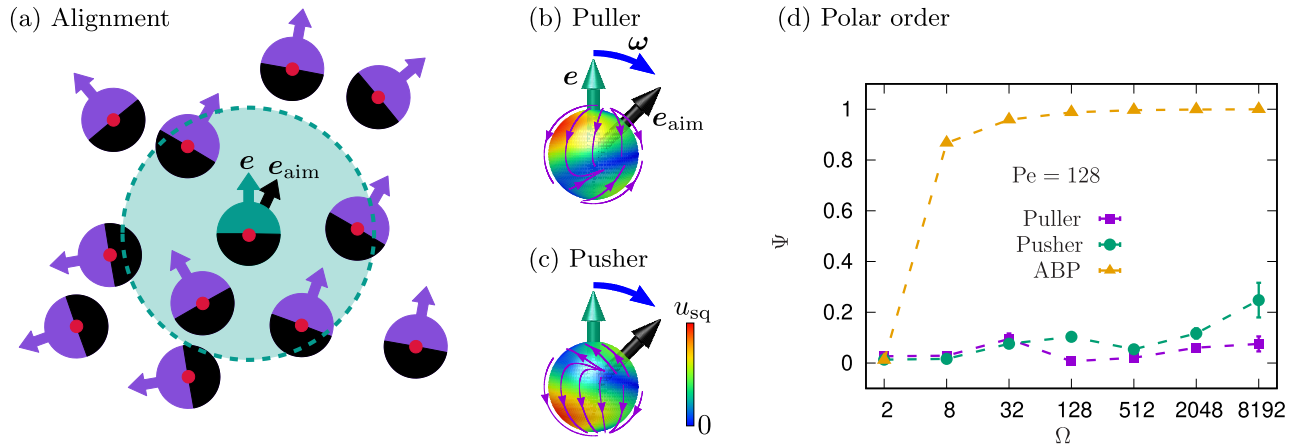 (a) Alignment
e
e_aim
(b) Puller
ω
e
e_aim
(c) Pusher
u_sq
0
(d) Polar order
1
0.8
0.6
0.4
0.2
0
Ψ
Pe = 128
Puller
Pusher
ABP
2 8 32 128 512 2048 8192
Ω